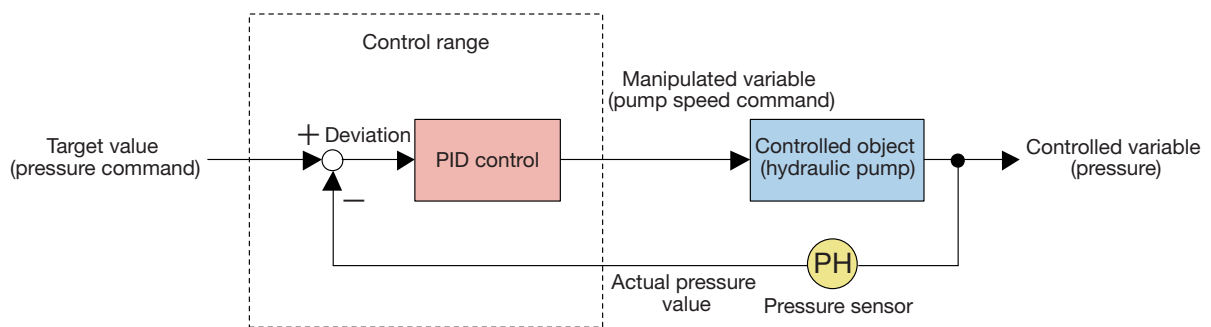 Control range
Manipulated variable
(pump speed command)
Target value
(pressure command)
+ Deviation
PID control
Controlled object
(hydraulic pump)
Controlled variable
(pressure)
−
PH
Actual pressure
value
Pressure sensor